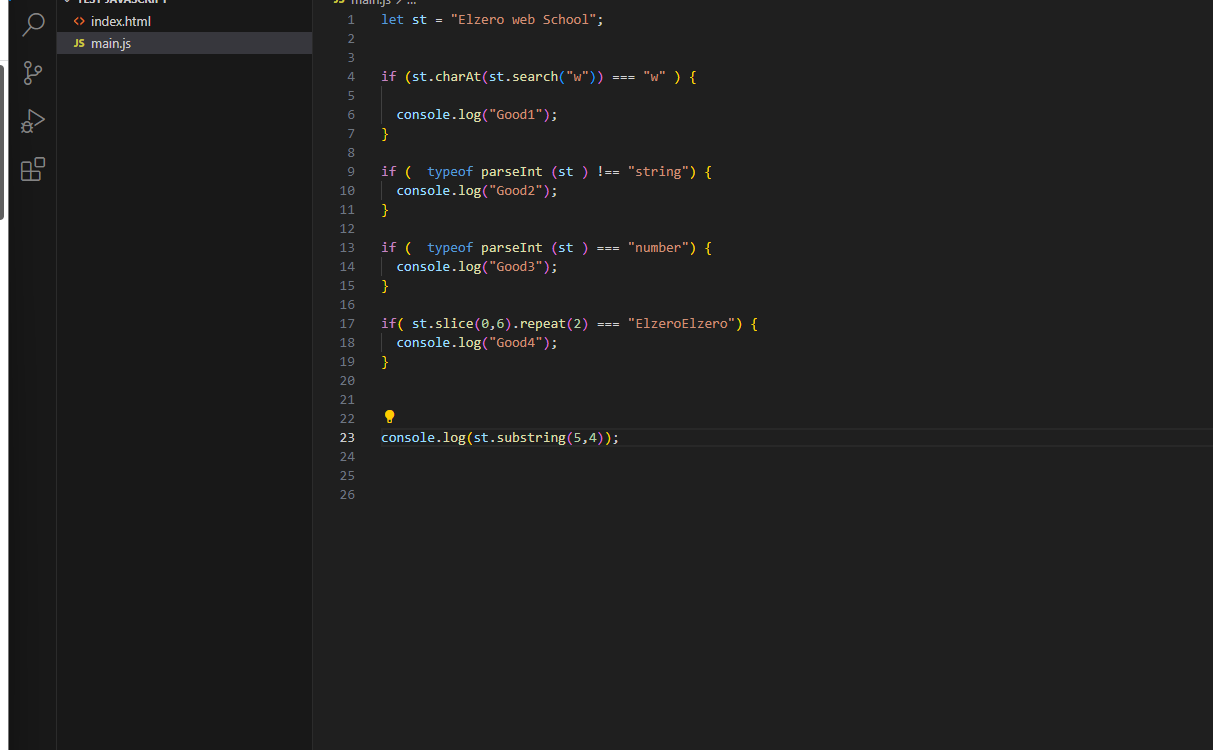 TEST JAVASCRIPT
index.html
JS main.js
JS main.js > ...
1 let st = "Elzero web School";
2
3
4 if (st.charAt(st.search("w")) === "w" ) {
5
6 console.log("Good1");
7 }
8
9 if (  typeof parseInt (st ) !== "string") {
10 console.log("Good2");
11 }
12
13 if (  typeof parseInt (st ) === "number") {
14 console.log("Good3");
15 }
16
17 if( st.slice(0,6).repeat(2) === "ElzeroElzero") {
18 console.log("Good4");
19 }
20
21
22
23 console.log(st.substring(5,4));
24
25
26